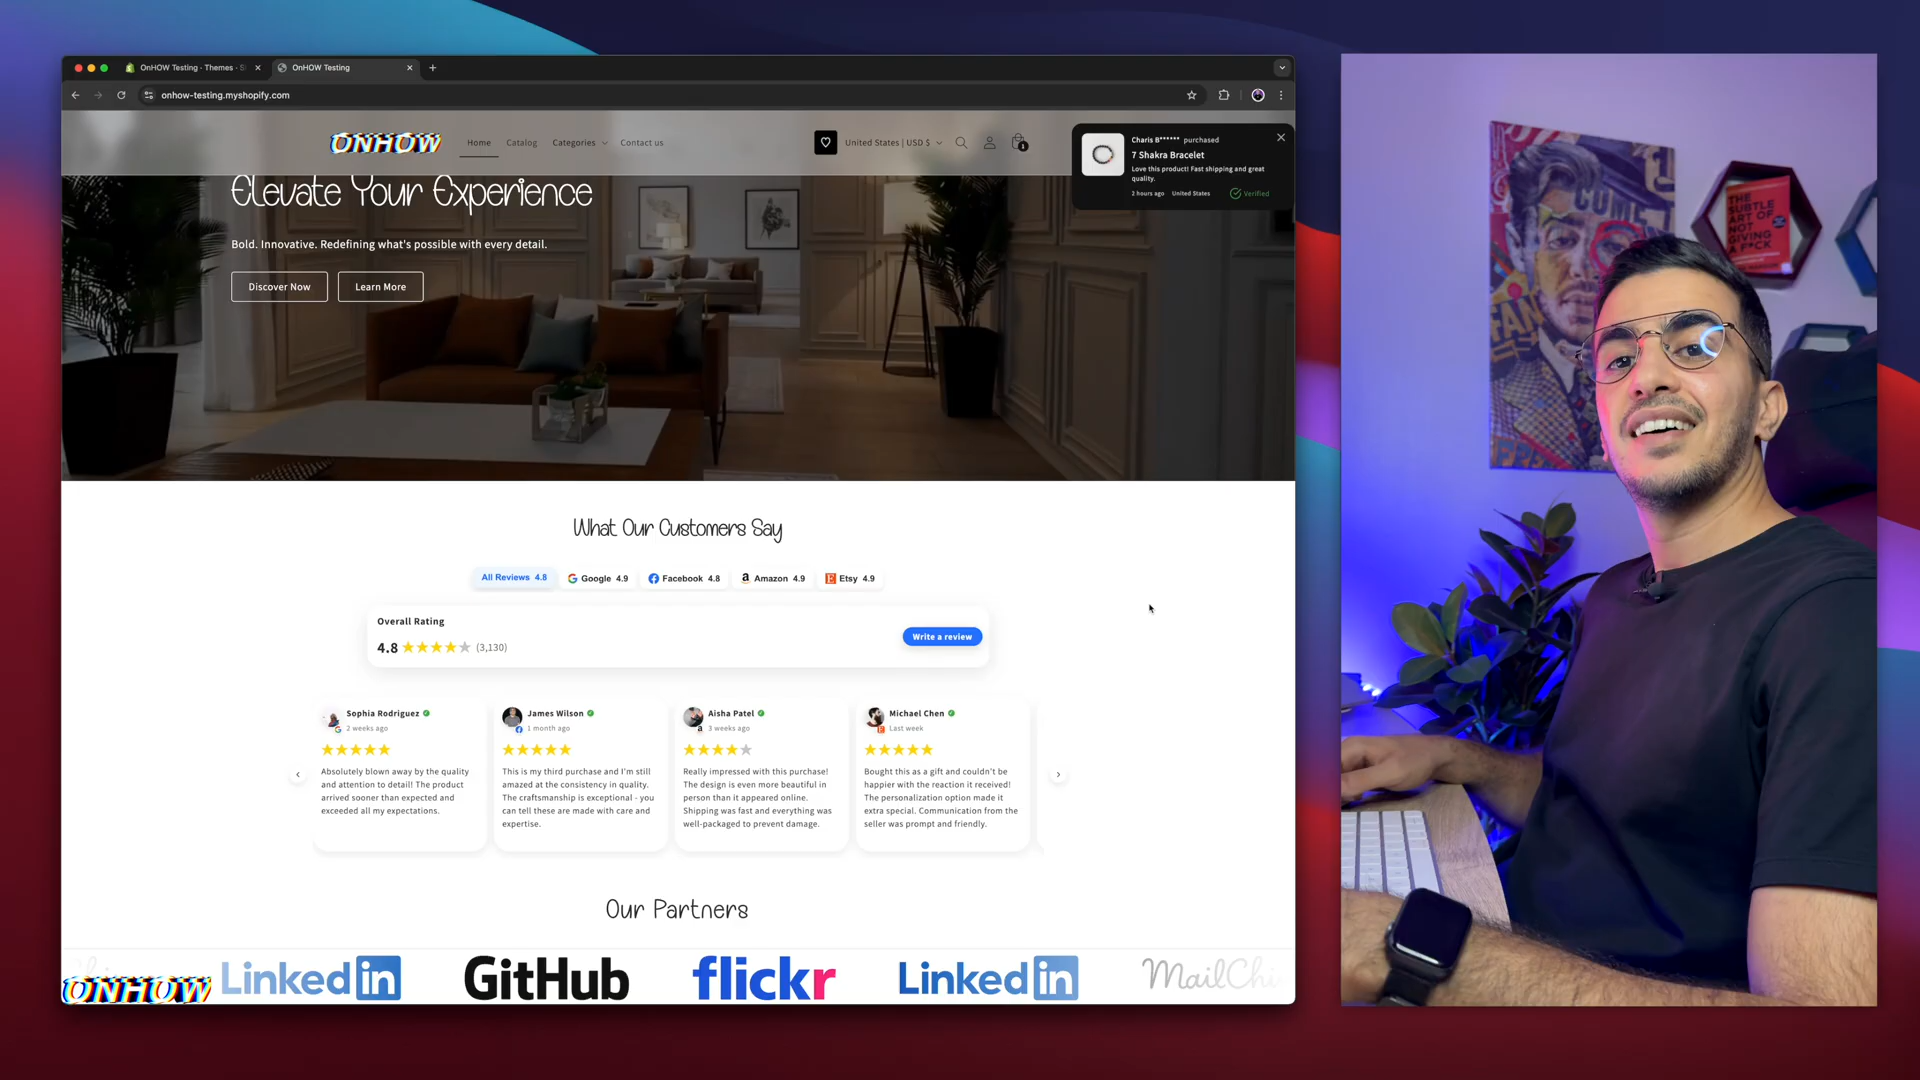 OnHOW Testing · Themes · S
OnHOW Testing
onhow-testing.myshopify.com
ONHOW
Home
Catalog
Categories
Contact us
United States | USD $
1
Charis B****** purchased
7 Shakra Bracelet
Love this product! Fast shipping and great
quality.
2 hours ago
United States
Verified
Elevate Your Experience
Bold. Innovative. Redefining what's possible with every detail.
Discover Now
Learn More
What Our Customers Say
All Reviews 4.8
Google 4.9
Facebook 4.8
Amazon 4.9
Etsy 4.9
Overall Rating
4.8
(3,130)
Write a review
Sophia Rodriguez
2 weeks ago
Absolutely blown away by the quality
and attention to detail! The product
arrived sooner than expected and
exceeded all my expectations.
James Wilson
1 month ago
This is my third purchase and I'm still
amazed at the consistency in quality.
The craftsmanship is exceptional - you
can tell these are made with care and
expertise.
Aisha Patel
3 weeks ago
Really impressed with this purchase!
The design is even more beautiful in
person than it appeared online.
Shipping was fast and everything was
well-packaged to prevent damage.
Michael Chen
Last week
Bought this as a gift and couldn't be
happier with the reaction it received!
The personalization option made it
extra special. Communication from the
seller was prompt and friendly.
Our Partners
ONHOW
Linked in
GitHub
flickr
Linked in
MailChi
COME
FAN
THE
SUBTLE
ART OF
NOT
GIVING
A F*CK